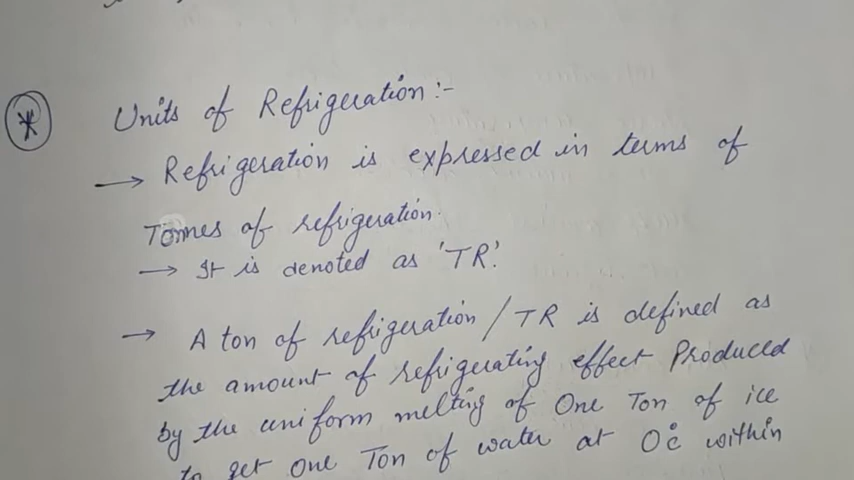 * Units of Refrigeration :-
→ Refrigeration is expressed in terms of
Tonnes of refrigeration.
→ It is denoted as 'TR'.
→ A ton of refrigeration / TR is defined as
the amount of refrigerating effect Produced
by the uniform melting of One Ton of ice
to get One Ton of water at 0°c within